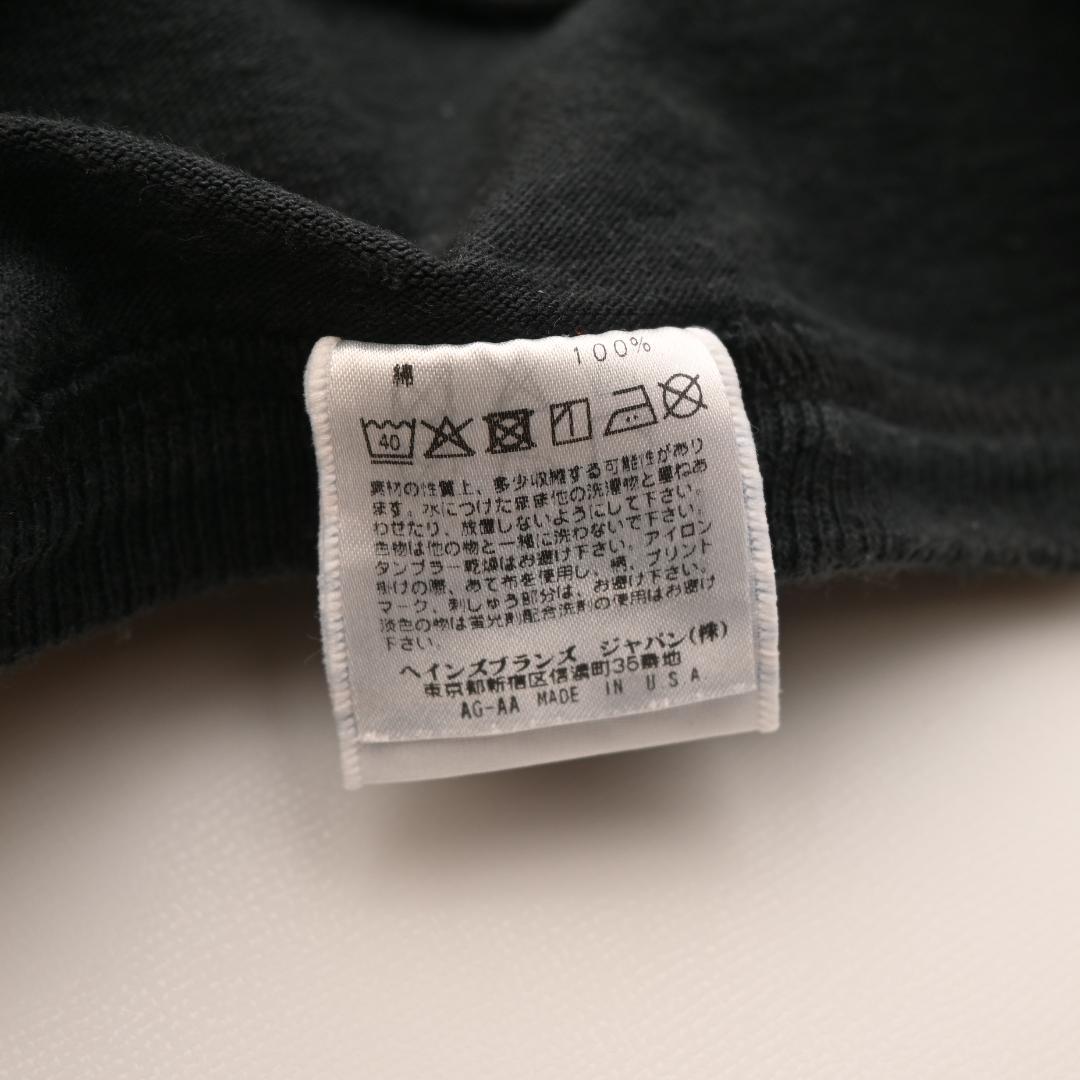 綿 100%
40
素材の性質上、多少収縮する可能性があり
ます。水につけたまま他の洗濯物と重ねあ
わせたり、放置しないようにして下さい。
色物は他の物と一緒に洗わないで下さい。
タンブラー乾燥はお避け下さい。アイロン
掛けの際、あて布を使用し、衿、プリント
マーク、刺しゅう部分は、お避け下さい。
淡色の物は蛍光剤配合洗剤の使用はお避け
下さい。
ヘインズブランズ ジャパン(株)
東京都新宿区信濃町35番地
AG-AA MADE IN USA